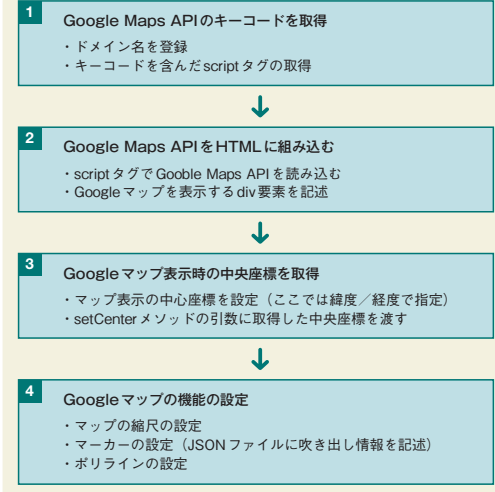 1
Google Maps APIのキーコードを取得
・ドメイン名を登録
・キーコードを含んだscriptタグの取得
2
Google Maps APIをHTMLに組み込む
・scriptタグでGooble Maps APIを読み込む
・Googleマップを表示するdiv要素を記述
3
Googleマップ表示時の中央座標を取得
・マップ表示の中心座標を設定（ここでは緯度／経度で指定）
・setCenterメソッドの引数に取得した中央座標を渡す
4
Googleマップの機能の設定
・マップの縮尺の設定
・マーカーの設定（JSONファイルに吹き出し情報を記述）
・ポリラインの設定